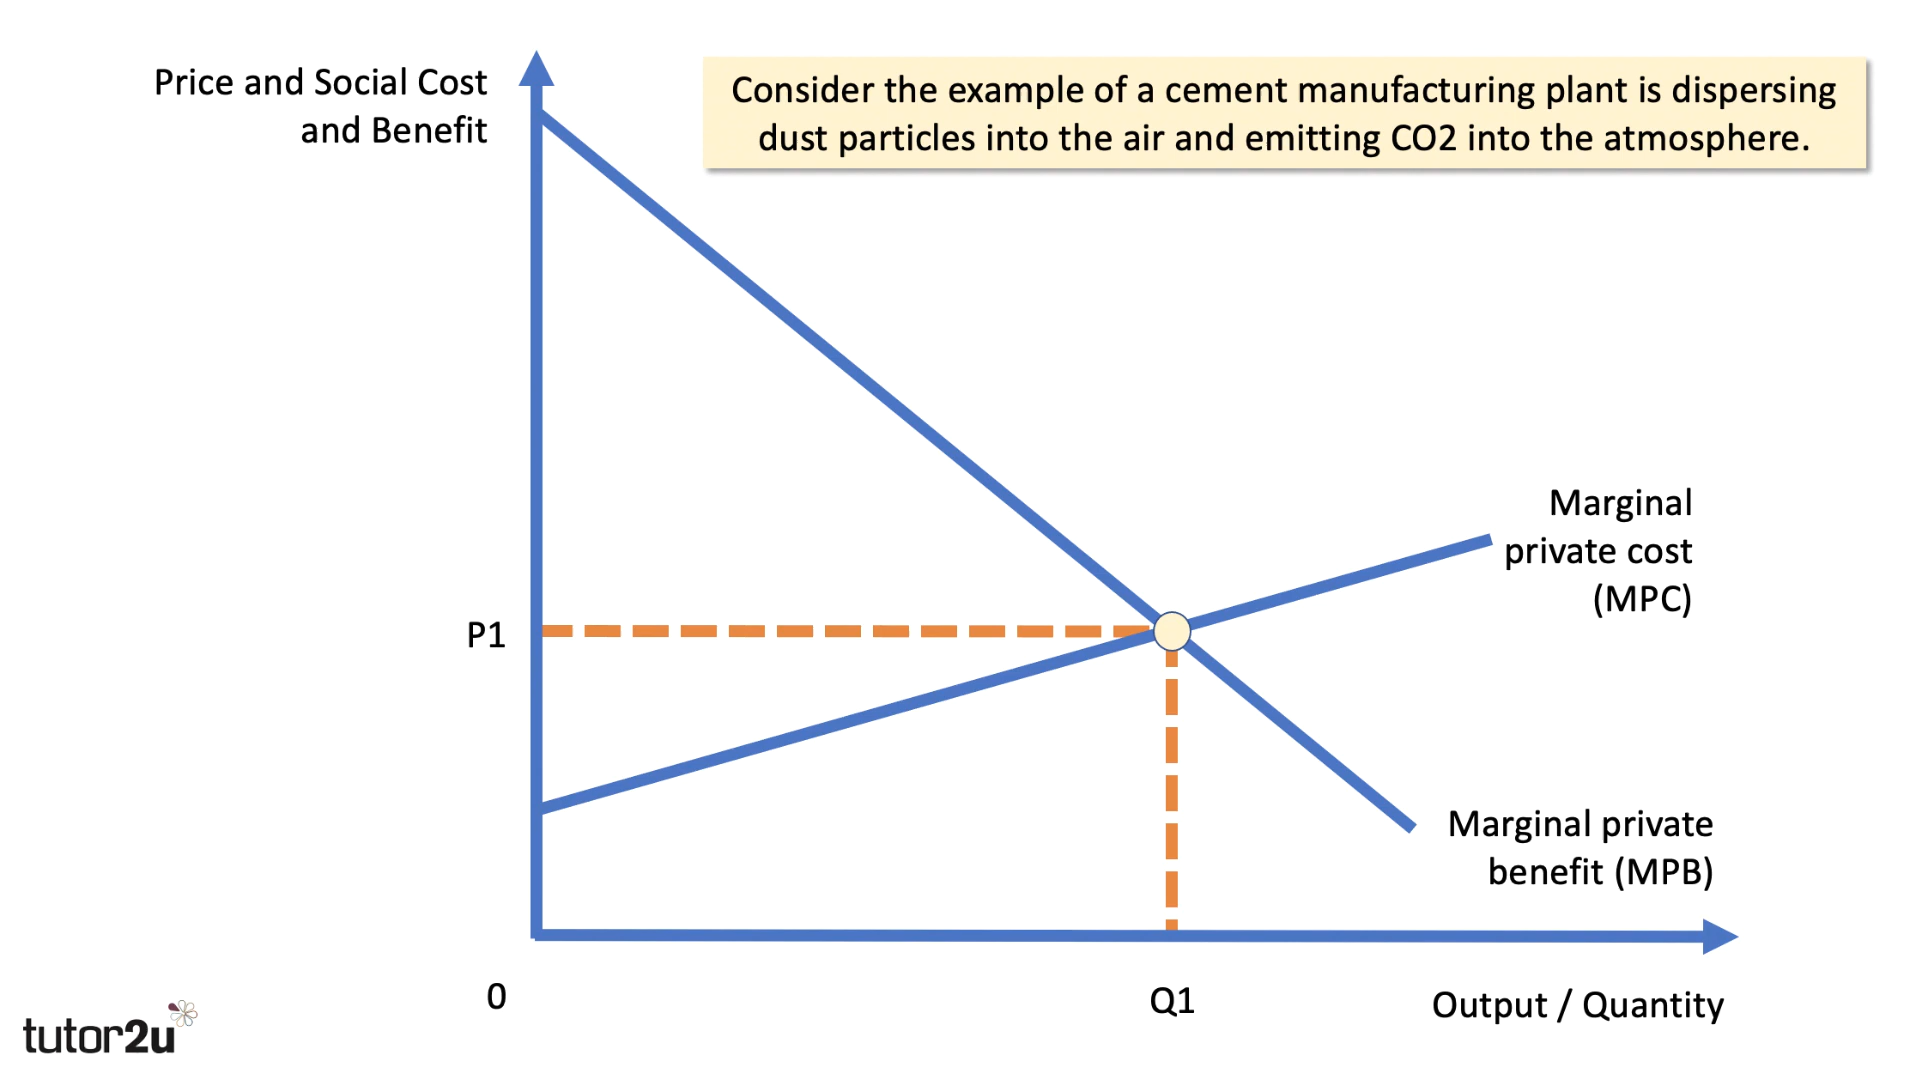 Price and Social Cost
and Benefit
Consider the example of a cement manufacturing plant is dispersing
dust particles into the air and emitting CO2 into the atmosphere.
Marginal
private cost
(MPC)
P1
Marginal private
benefit (MPB)
0
Q1
Output / Quantity
tutor2u